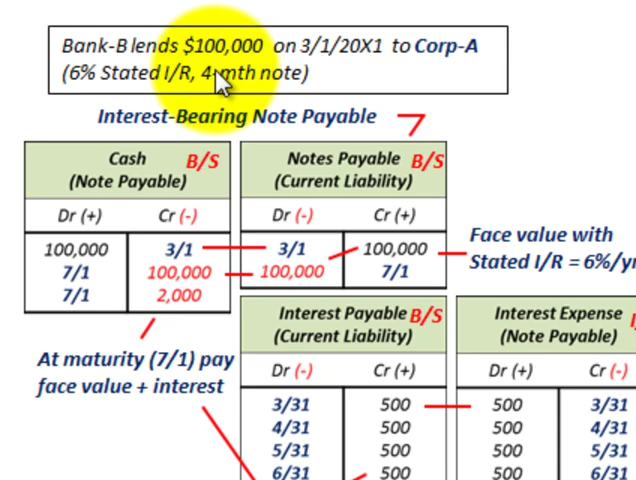 Bank-B lends $100,000 on 3/1/20X1 to Corp-A
(6% Stated I/R, 4-mth note)
Interest-Bearing Note Payable
Cash B/S
(Note Payable)
Dr (+) Cr (-)
100,000 3/1
7/1 100,000
7/1 2,000
Notes Payable B/S
(Current Liability)
Dr (-) Cr (+)
3/1 100,000
100,000 7/1
Face value with
Stated I/R = 6%/yr
At maturity (7/1) pay
face value + interest
Interest Payable B/S
(Current Liability)
Dr (-) Cr (+)
3/31 500
4/31 500
5/31 500
6/31 500
Interest Expense
(Note Payable)
Dr (+) Cr (-)
500 3/31
500 4/31
500 5/31
500 6/31